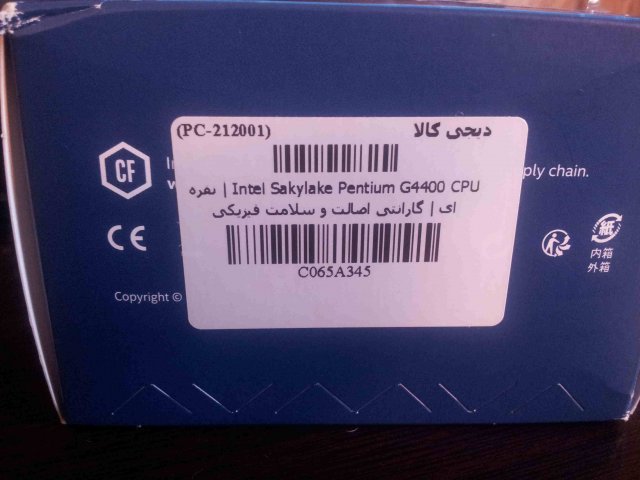 (PC-212001) دیجی کالا
Intel Sakylake Pentium G4400 CPU | نقره
ای | گارانتی اصالت و سلامت فیزیکی
C065A345
CF
In
w
ply chain.
CE
Copyright ©
紙
内箱
外箱